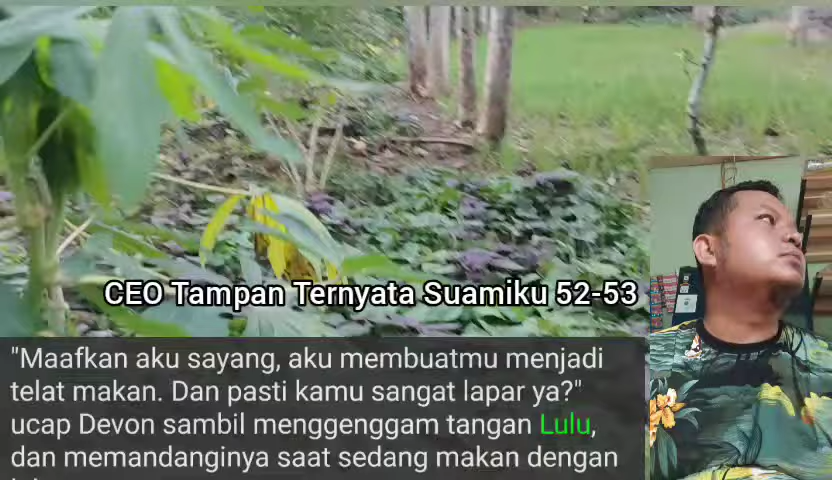 CEO Tampan Ternyata Suamiku 52-53
"Maafkan aku sayang, aku membuatmu menjadi
telat makan. Dan pasti kamu sangat lapar ya?"
ucap Devon sambil menggenggam tangan Lulu,
dan memandanginya saat sedang makan dengan